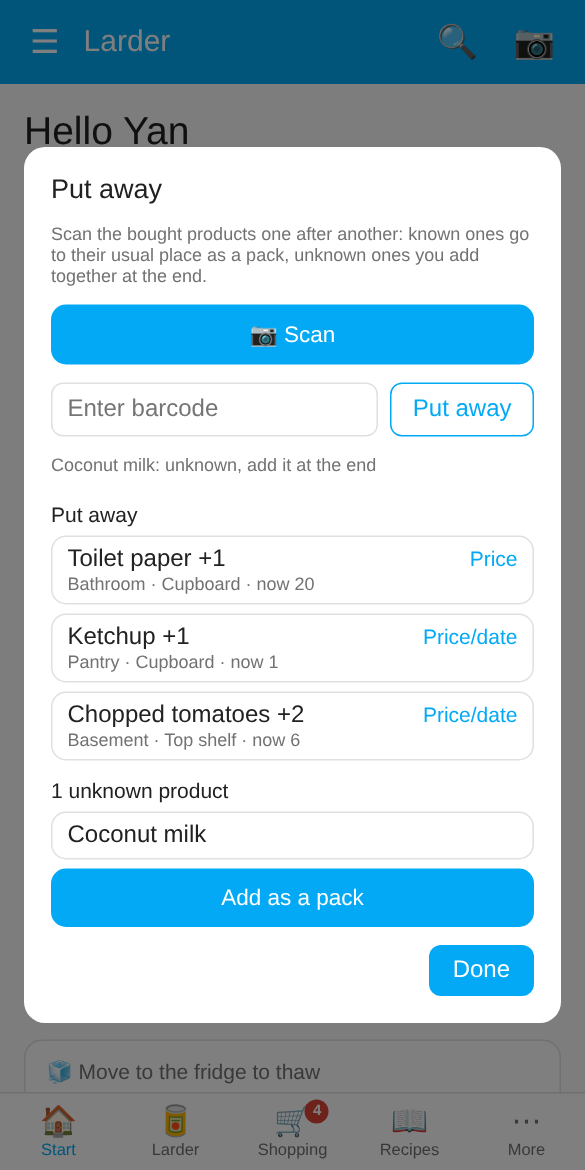 ☰ Larder
Hello Yan
Put away
Scan the bought products one after another: known ones go
to their usual place as a pack, unknown ones you add
together at the end.
📷 Scan
Enter barcode
Put away
Coconut milk: unknown, add it at the end
Put away
Toilet paper +1
Price
Bathroom · Cupboard · now 20
Ketchup +1
Price/date
Pantry · Cupboard · now 1
Chopped tomatoes +2
Price/date
Basement · Top shelf · now 6
1 unknown product
Coconut milk
Add as a pack
Done
🧊 Move to the fridge to thaw
4
Start
Larder
Shopping
Recipes
More